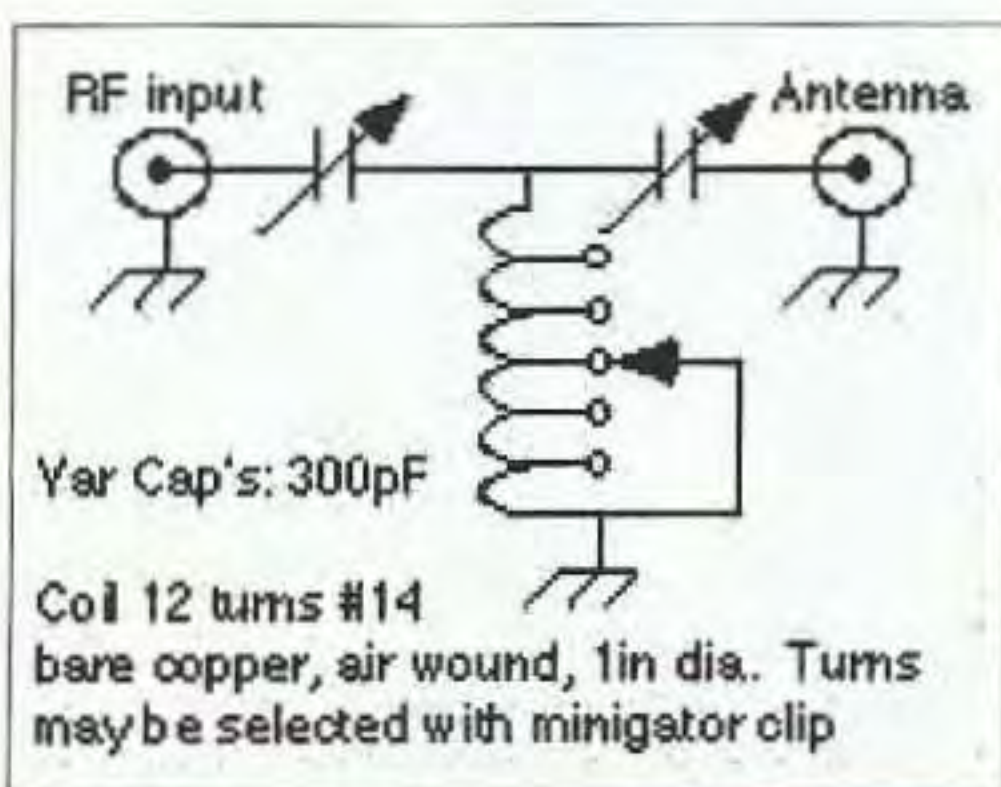 RF input
Antenna
Var Cap's: 300pF
Coil 12 turns #14
bare copper, air wound, 1in dia. Turns
may be selected with minigator clip